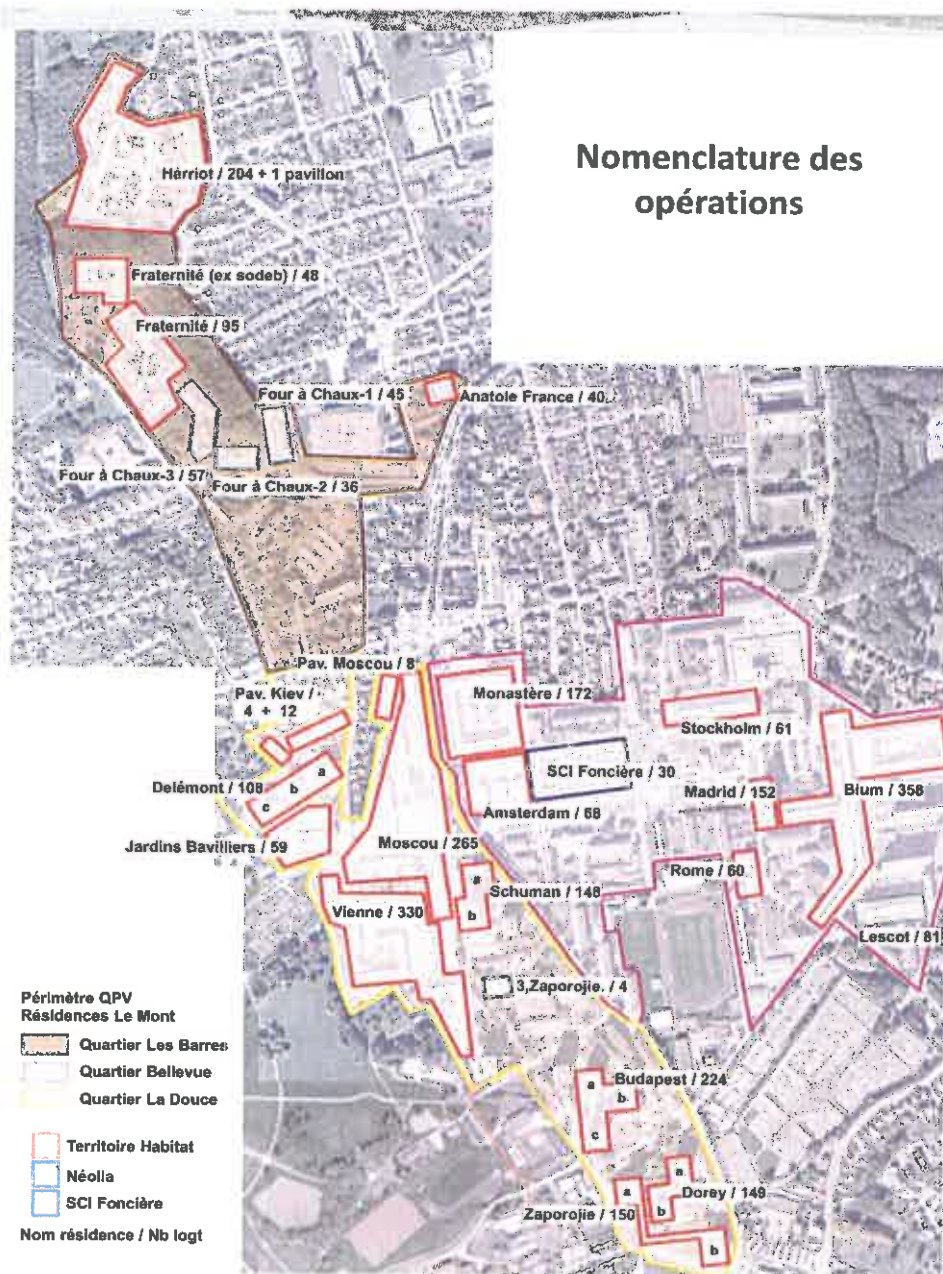 Nomenclature des
opérations
Hérriot / 204 + 1 pavillon
Fraternité (ex sodeb) / 48
Fraternité / 95
Four à Chaux-1 / 45
Anatole France / 40
Four à Chaux-3 / 57
Four à Chaux-2 / 36
Pav. Moscou / 8
Pav. Kiev /
4 + 12
Monastère / 172
Stockholm / 61
SCI Foncière / 30
Delémont / 108
a
b
c
Madrid / 152
Blum / 358
Amsterdam / 68
Jardins Bavilliers / 59
Moscou / 265
Rome / 60
a
Schuman / 148
b
Vienne / 330
Lescot / 81
3,Zaporojie. / 4
Périmètre QPV
Résidences Le Mont
Quartier Les Barres
Quartier Bellevue
Quartier La Douce
Territoire Habitat
Néolia
SCI Foncière
Nom résidence / Nb logt
a
Budapest / 224
b
c
a
a
Dorey / 149
b
Zaporojie / 150
b